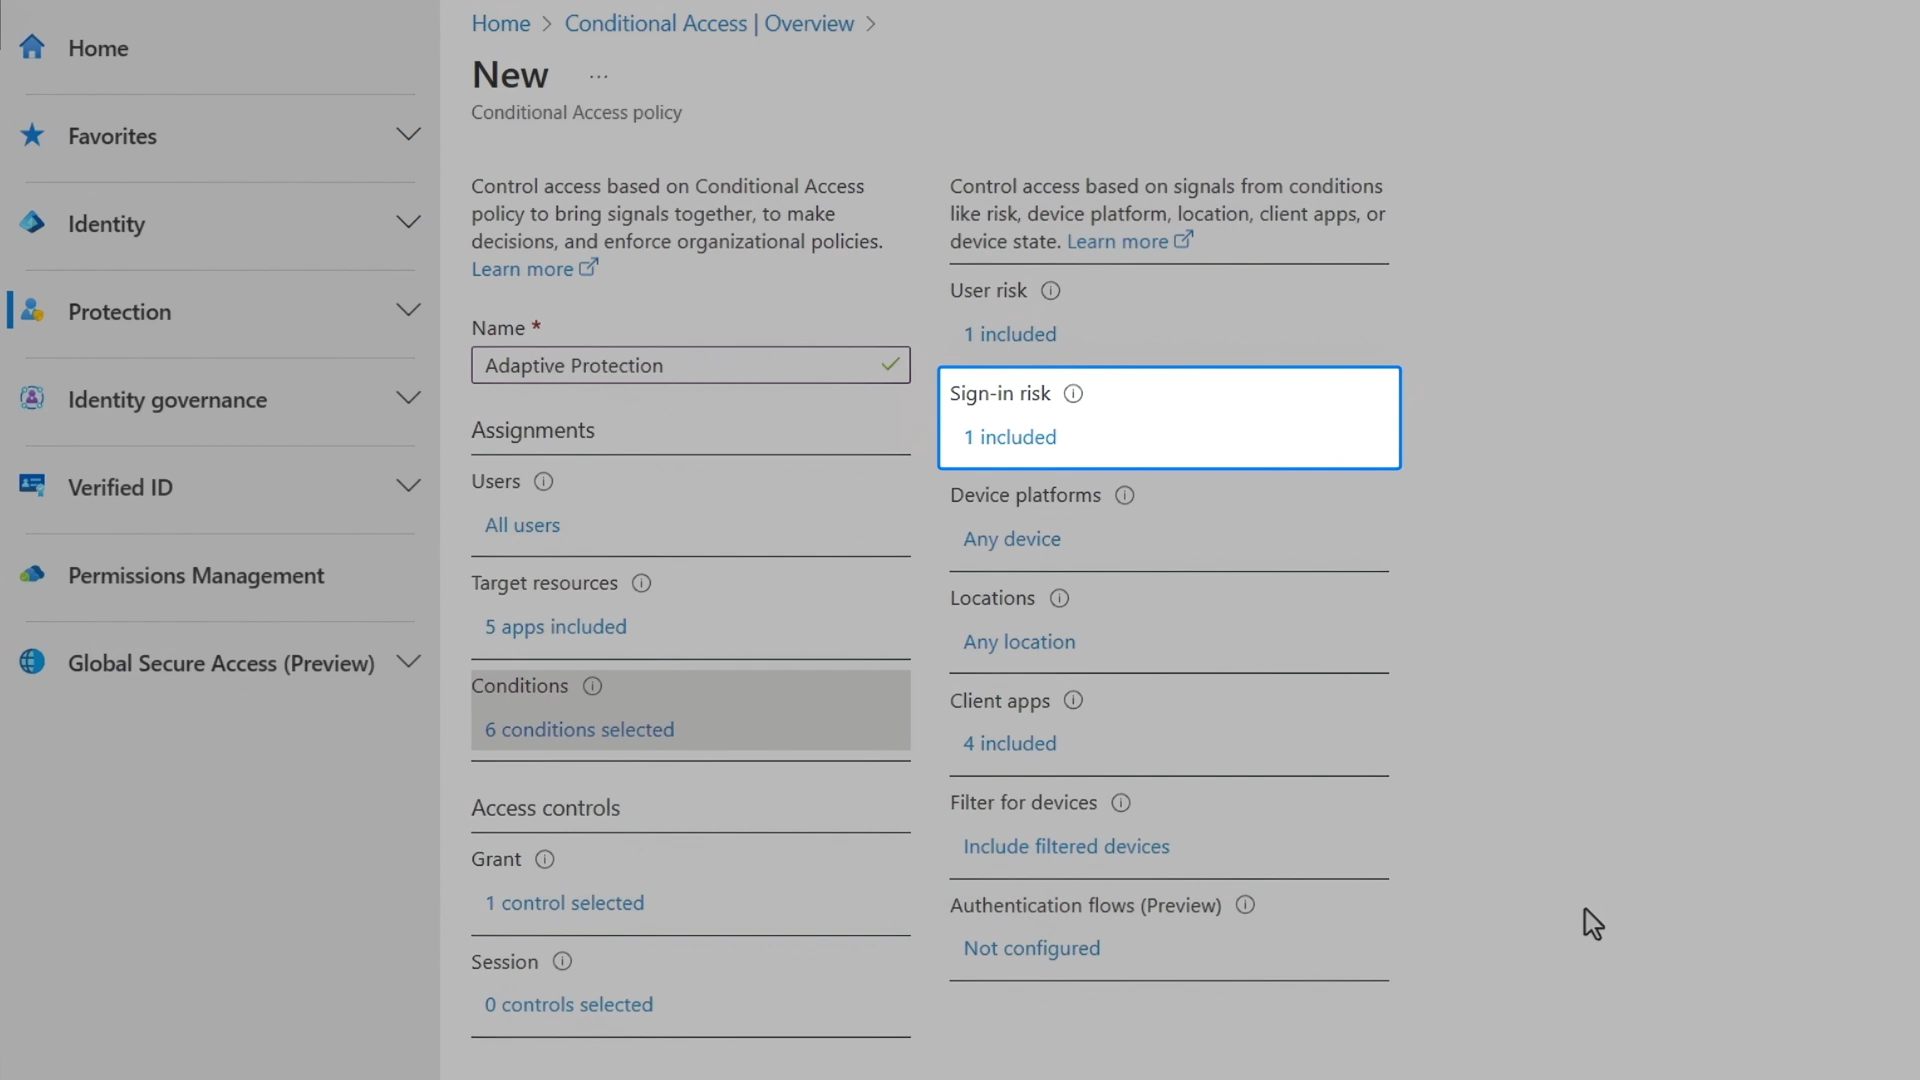 Home
Favorites
Identity
Protection
Identity governance
Verified ID
Permissions Management
Global Secure Access (Preview)
Home > Conditional Access | Overview >
New ...
Conditional Access policy
Control access based on Conditional Access
policy to bring signals together, to make
decisions, and enforce organizational policies.
Learn more
Name *
Adaptive Protection
Assignments
Users
All users
Target resources
5 apps included
Conditions
6 conditions selected
Access controls
Grant
1 control selected
Session
0 controls selected
Control access based on signals from conditions
like risk, device platform, location, client apps, or
device state. Learn more
User risk
1 included
Sign-in risk
1 included
Device platforms
Any device
Locations
Any location
Client apps
4 included
Filter for devices
Include filtered devices
Authentication flows (Preview)
Not configured